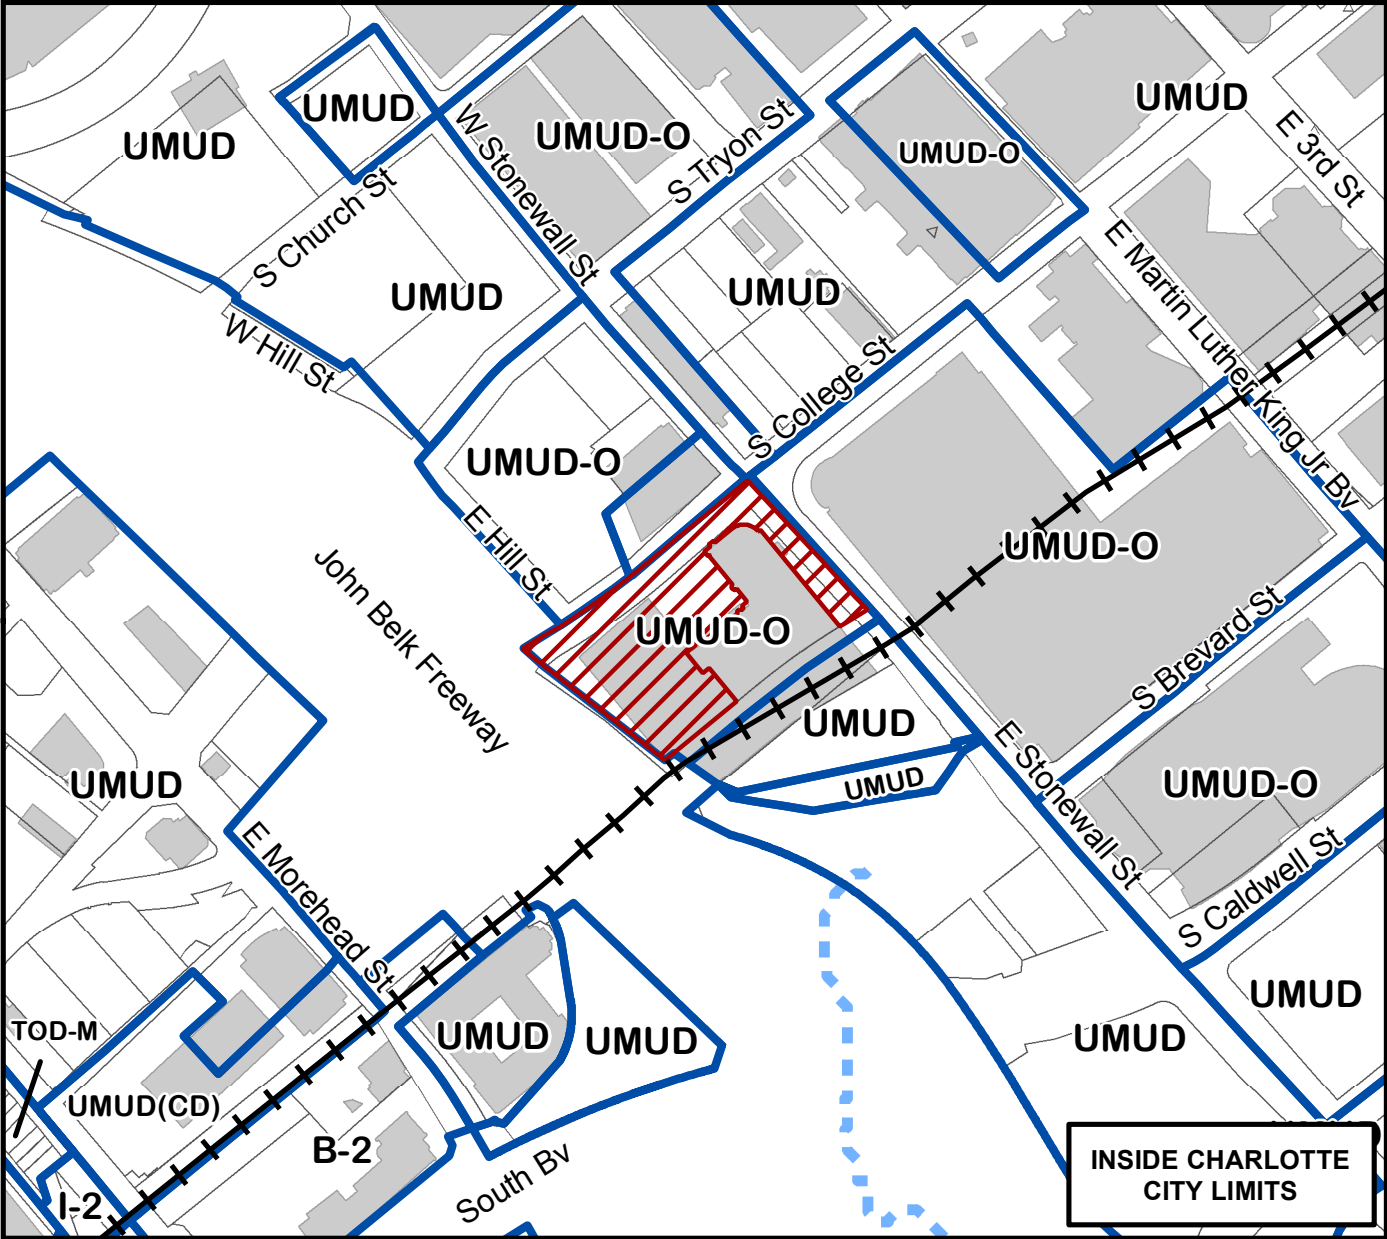 UMUD
UMUD
UMUD-O
UMUD-O
UMUD
E 3rd St
W Stonewall St
S Tryon St
S Church St
UMUD
UMUD
E Martin Luther King Jr Bv
W Hill St
S College St
UMUD-O
E Hill St
UMUD-O
John Belk Freeway
UMUD-O
S Brevard St
UMUD
UMUD
UMUD
E Stonewall St
UMUD-O
E Morehead St
S Caldwell St
UMUD
UMUD
UMUD
UMUD
TOD-M
UMUD(CD)
B-2
South Bv
I-2
INSIDE CHARLOTTE
CITY LIMITS